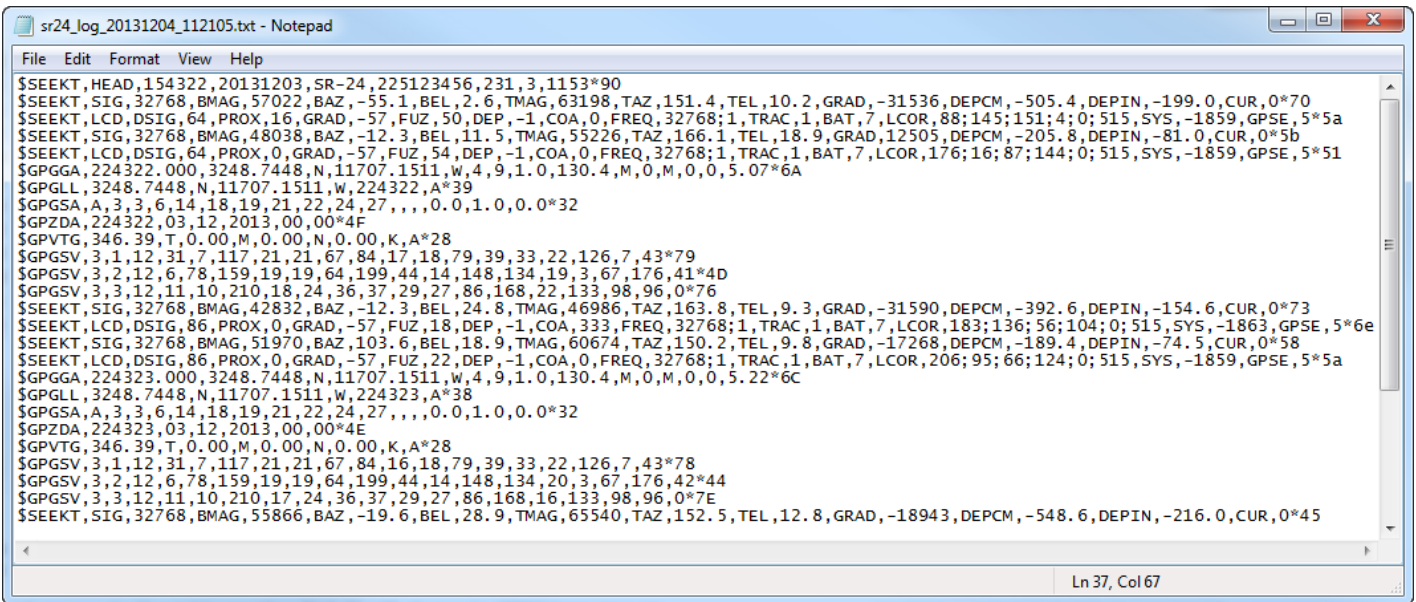 sr24_log_20131204_112105.txt - Notepad
File Edit Format View Help
$SEEKT,HEAD,154322,20131203,SR-24,225123456,231,3,1153*90
$SEEKT,SIG,32768,BMAG,57022,BAZ,-55.1,BEL,2.6,TMAG,63198,TAZ,151.4,TEL,10.2,GRAD,-31536,DEPCM,-505.4,DEPIN,-199.0,CUR,0*70
$SEEKT,LCD,DSIG,64,PROX,16,GRAD,-57,FUZ,50,DEP,-1,COA,0,FREQ,32768;1,TRAC,1,BAT,7,LCOR,88;145;151;4;0;515,SYS,-1859,GPSE,5*5a
$SEEKT,SIG,32768,BMAG,48038,BAZ,-12.3,BEL,11.5,TMAG,55226,TAZ,166.1,TEL,18.9,GRAD,12505,DEPCM,-205.8,DEPIN,-81.0,CUR,0*5b
$SEEKT,LCD,DSIG,64,PROX,0,GRAD,-57,FUZ,54,DEP,-1,COA,0,FREQ,32768;1,TRAC,1,BAT,7,LCOR,176;16;87;144;0;515,SYS,-1859,GPSE,5*51
$GPGGA,224322.000,3248.7448,N,11707.1511,W,4,9,1.0,130.4,M,0,M,0,0,5.07*6A
$GPGLL,3248.7448,N,11707.1511,W,224322,A*39
$GPGSA,A,3,3,6,14,18,19,21,22,24,27,,,,0.0,1.0,0.0*32
$GPZDA,224322,03,12,2013,00,00*4F
$GPVTG,346.39,T,0.00,M,0.00,N,0.00,K,A*28
$GPGSV,3,1,12,31,7,117,21,21,67,84,17,18,79,39,33,22,126,7,43*79
$GPGSV,3,2,12,6,78,159,19,19,64,199,44,14,148,134,19,3,67,176,41*4D
$GPGSV,3,3,12,11,10,210,18,24,36,37,29,27,86,168,22,133,98,96,0*76
$SEEKT,SIG,32768,BMAG,42832,BAZ,-12.3,BEL,24.8,TMAG,46986,TAZ,163.8,TEL,9.3,GRAD,-31590,DEPCM,-392.6,DEPIN,-154.6,CUR,0*73
$SEEKT,LCD,DSIG,86,PROX,0,GRAD,-57,FUZ,18,DEP,-1,COA,333,FREQ,32768;1,TRAC,1,BAT,7,LCOR,183;136;56;104;0;515,SYS,-1863,GPSE,5*6e
$SEEKT,SIG,32768,BMAG,51970,BAZ,103.6,BEL,18.9,TMAG,60674,TAZ,150.2,TEL,9.8,GRAD,-17268,DEPCM,-189.4,DEPIN,-74.5,CUR,0*58
$SEEKT,LCD,DSIG,86,PROX,0,GRAD,-57,FUZ,22,DEP,-1,COA,0,FREQ,32768;1,TRAC,1,BAT,7,LCOR,206;95;66;124;0;515,SYS,-1859,GPSE,5*5a
$GPGGA,224323.000,3248.7448,N,11707.1511,W,4,9,1.0,130.4,M,0,M,0,0,5.22*6C
$GPGLL,3248.7448,N,11707.1511,W,224323,A*38
$GPGSA,A,3,3,6,14,18,19,21,22,24,27,,,,0.0,1.0,0.0*32
$GPZDA,224323,03,12,2013,00,00*4E
$GPVTG,346.39,T,0.00,M,0.00,N,0.00,K,A*28
$GPGSV,3,1,12,31,7,117,21,21,67,84,16,18,79,39,33,22,126,7,43*78
$GPGSV,3,2,12,6,78,159,19,19,64,199,44,14,148,134,20,3,67,176,42*44
$GPGSV,3,3,12,11,10,210,17,24,36,37,29,27,86,168,16,133,98,96,0*7E
$SEEKT,SIG,32768,BMAG,55866,BAZ,-19.6,BEL,28.9,TMAG,65540,TAZ,152.5,TEL,12.8,GRAD,-18943,DEPCM,-548.6,DEPIN,-216.0,CUR,0*45
Ln 37, Col 67